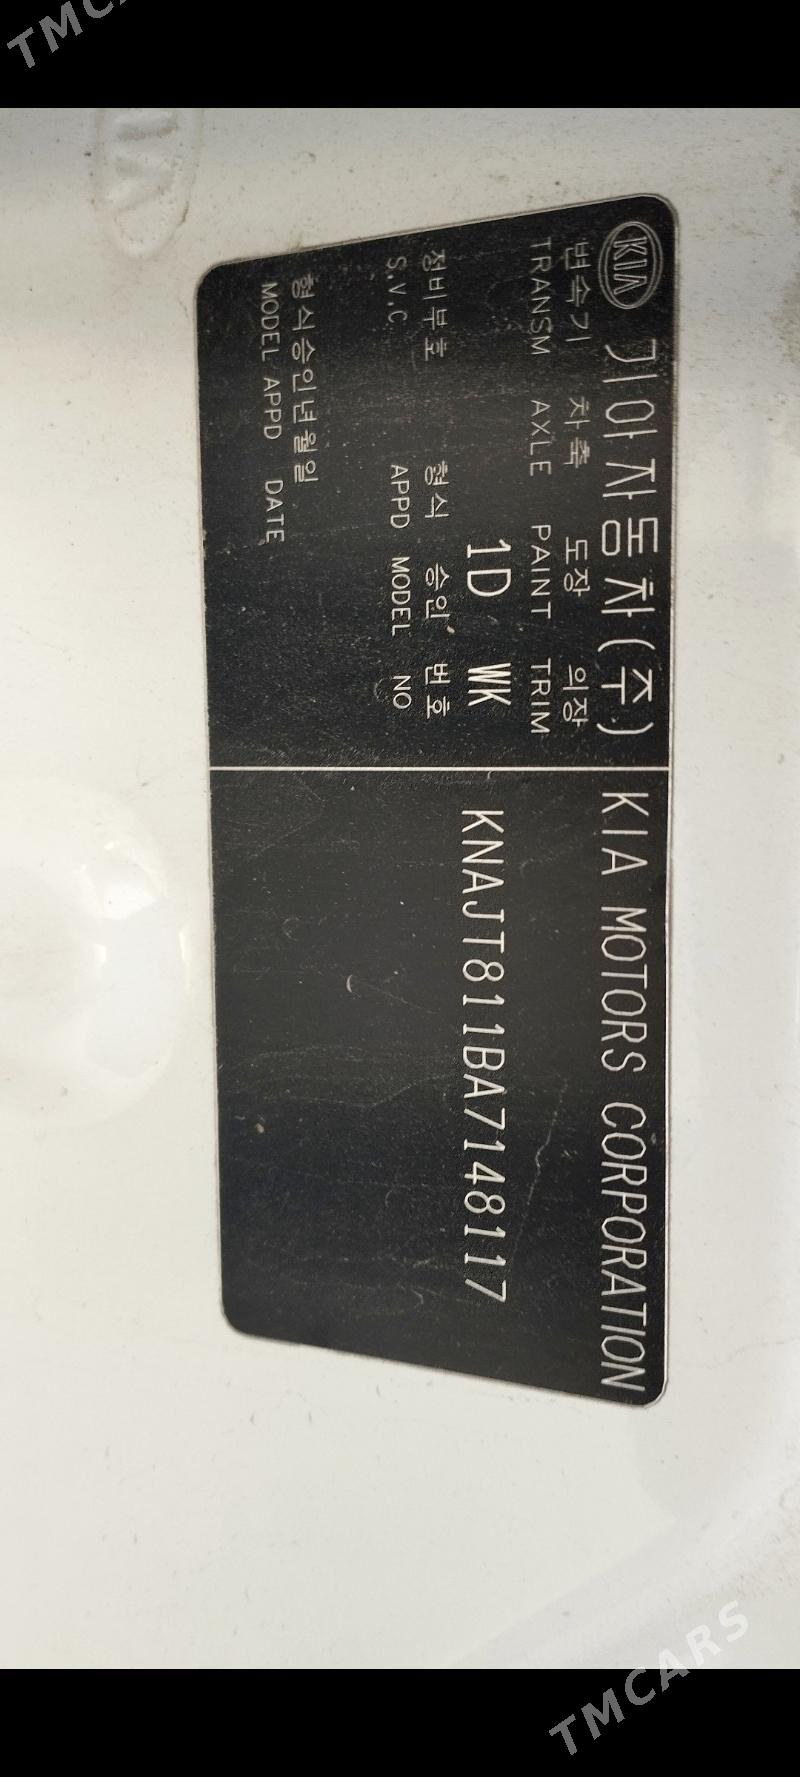 TMCARS
KIA 기아자동차(주) KIA MOTORS CORPORATION
변속기 차축 도장 의장
TRANSM AXLE PAINT TRIM
1D WK KNAJT811BA7148117
정비부호 형식 승인 번호
S.V.C APPD MODEL NO
형식승인년월일
MODEL APPD DATE
KIA
TMCARS